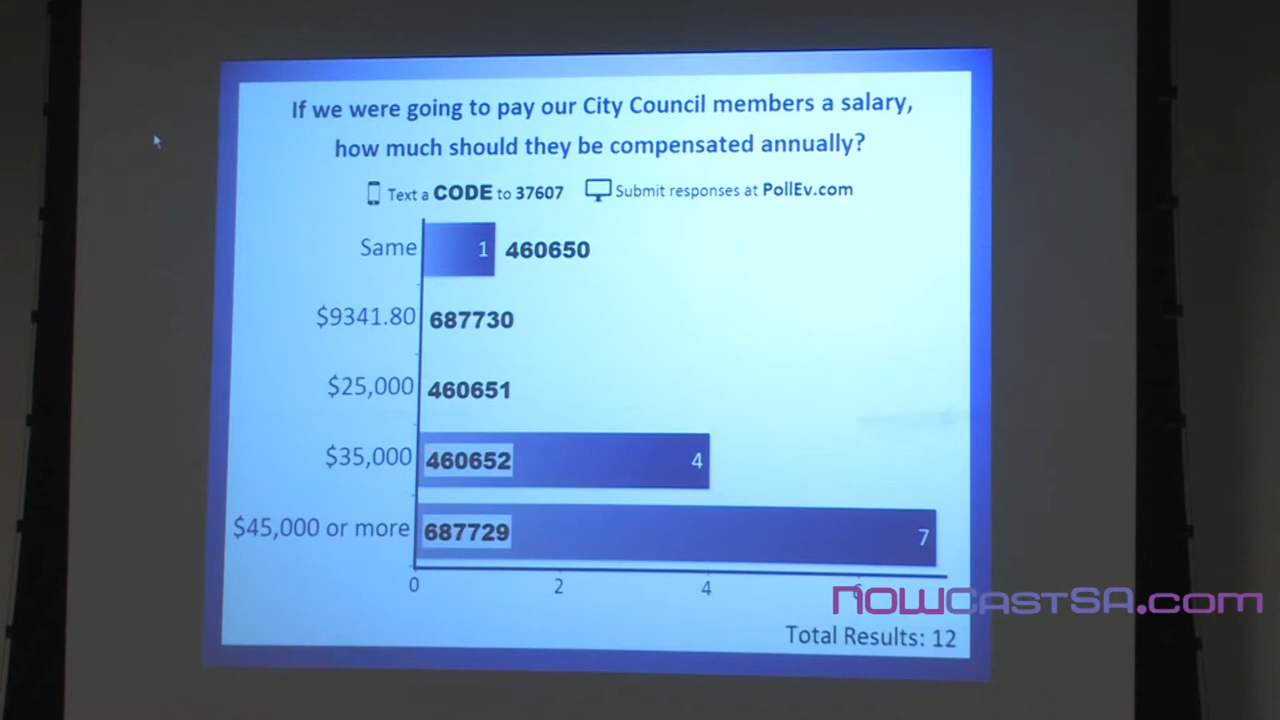 If we were going to pay our City Council members a salary,
how much should they be compensated annually?
Text a CODE to 37607 Submit responses at PollEv.com
Same 1 460650
$9341.80 687730
$25,000 460651
$35,000 460652 4
$45,000 or more 687729 7
0 2 4 6
NOWCastSA.com
Total Results: 12